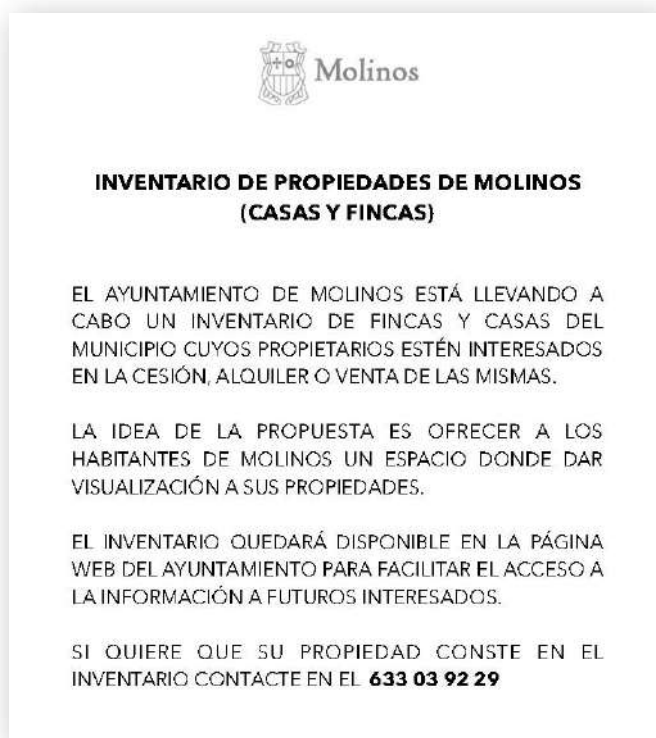 Molinos
INVENTARIO DE PROPIEDADES DE MOLINOS
(CASAS Y FINCAS)
EL AYUNTAMIENTO DE MOLINOS ESTÁ LLEVANDO A
CABO UN INVENTARIO DE FINCAS Y CASAS DEL
MUNICIPIO CUYOS PROPIETARIOS ESTÉN INTERESADOS
EN LA CESIÓN, ALQUILER O VENTA DE LAS MISMAS.
LA IDEA DE LA PROPUESTA ES OFRECER A LOS
HABITANTES DE MOLINOS UN ESPACIO DONDE DAR
VISUALIZACIÓN A SUS PROPIEDADES.
EL INVENTARIO QUEDARÁ DISPONIBLE EN LA PÁGINA
WEB DEL AYUNTAMIENTO PARA FACILITAR EL ACCESO A
LA INFORMACIÓN A FUTUROS INTERESADOS.
SI QUIERE QUE SU PROPIEDAD CONSTE EN EL
INVENTARIO CONTACTE EN EL 633 03 92 29